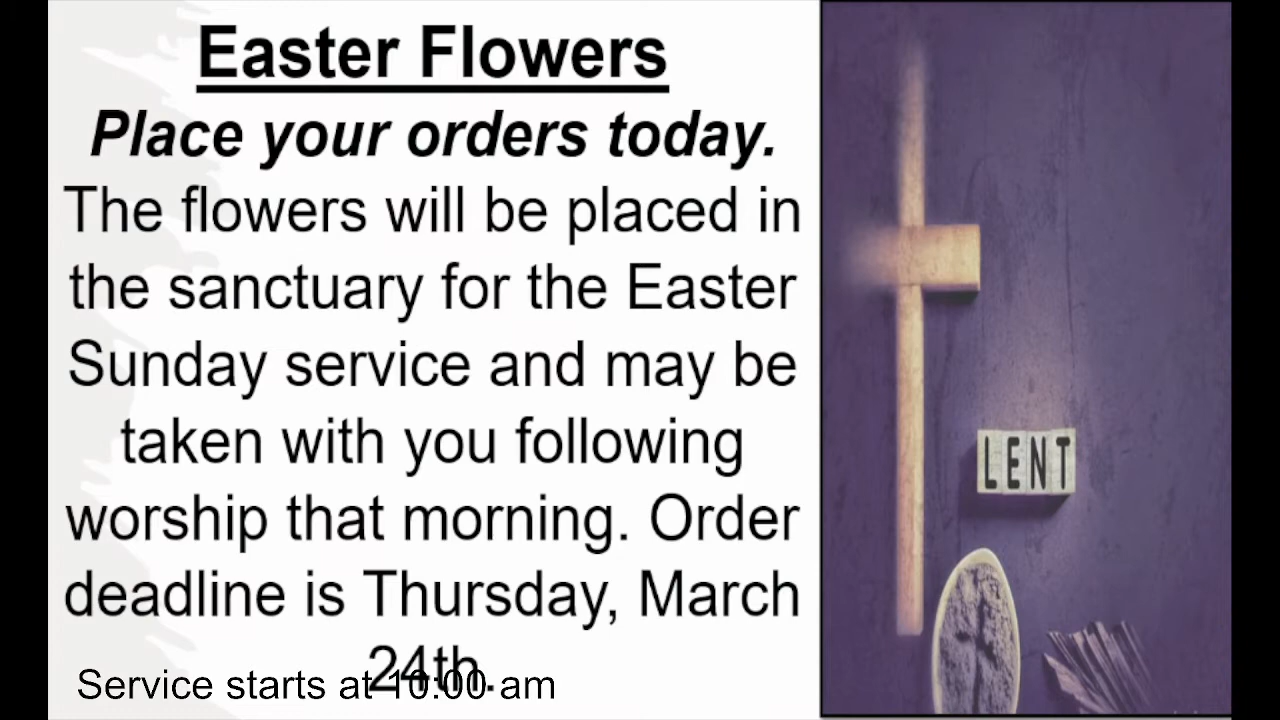 Easter Flowers
Place your orders today.
The flowers will be placed in
the sanctuary for the Easter
Sunday service and may be
taken with you following
worship that morning. Order
deadline is Thursday, March
24th.
Service starts at 10:00 am
LENT